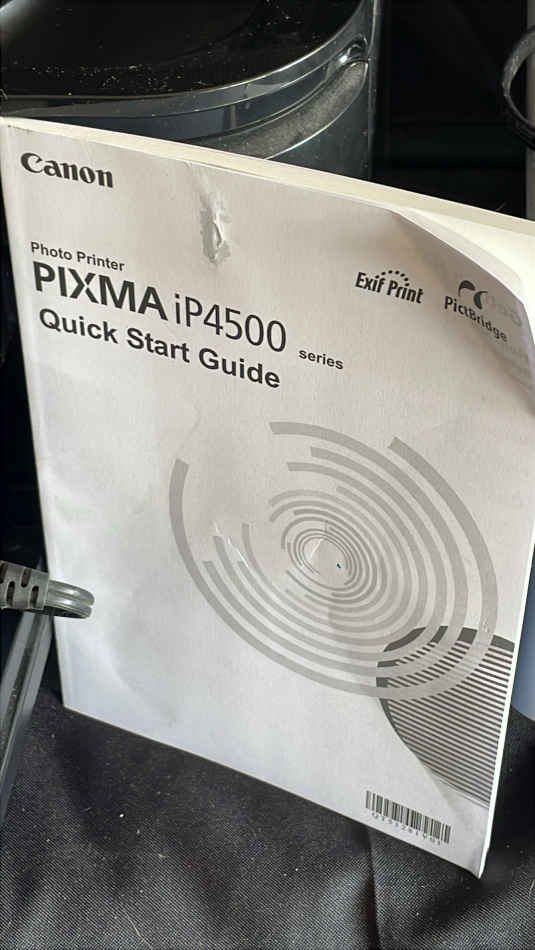 Canon
Photo Printer
PIXMA iP4500 series
Quick Start Guide
Exif Print
PictBridge